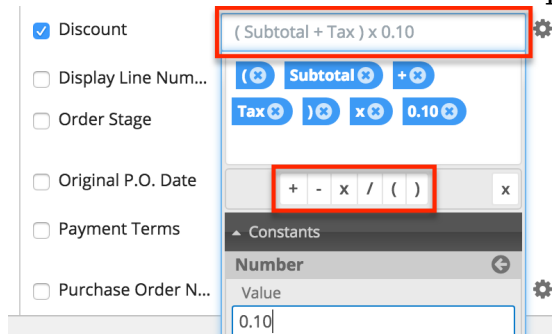 Discount
( Subtotal + Tax ) x 0.10
Display Line Num...
( Subtotal +
Order Stage
Tax ) x 0.10
Original P.O. Date
+ - x / ( ) x
Payment Terms
Constants
Number
Purchase Order N...
Value
0.10